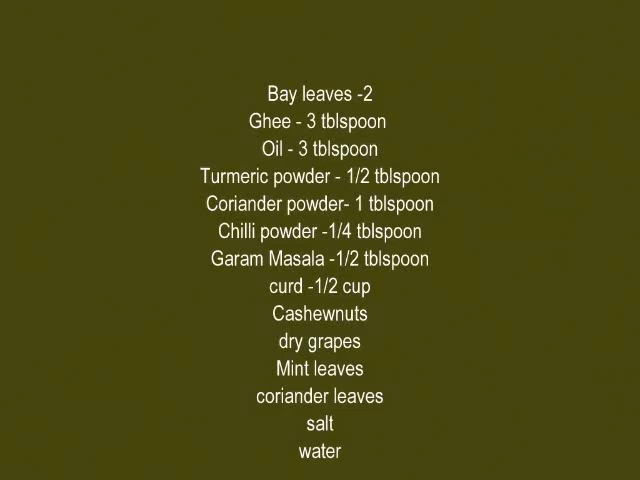 Bay leaves -2
Ghee - 3 tblspoon
Oil - 3 tblspoon
Turmeric powder - 1/2 tblspoon
Coriander powder- 1 tblspoon
Chilli powder -1/4 tblspoon
Garam Masala -1/2 tblspoon
curd -1/2 cup
Cashewnuts
dry grapes
Mint leaves
coriander leaves
salt
water